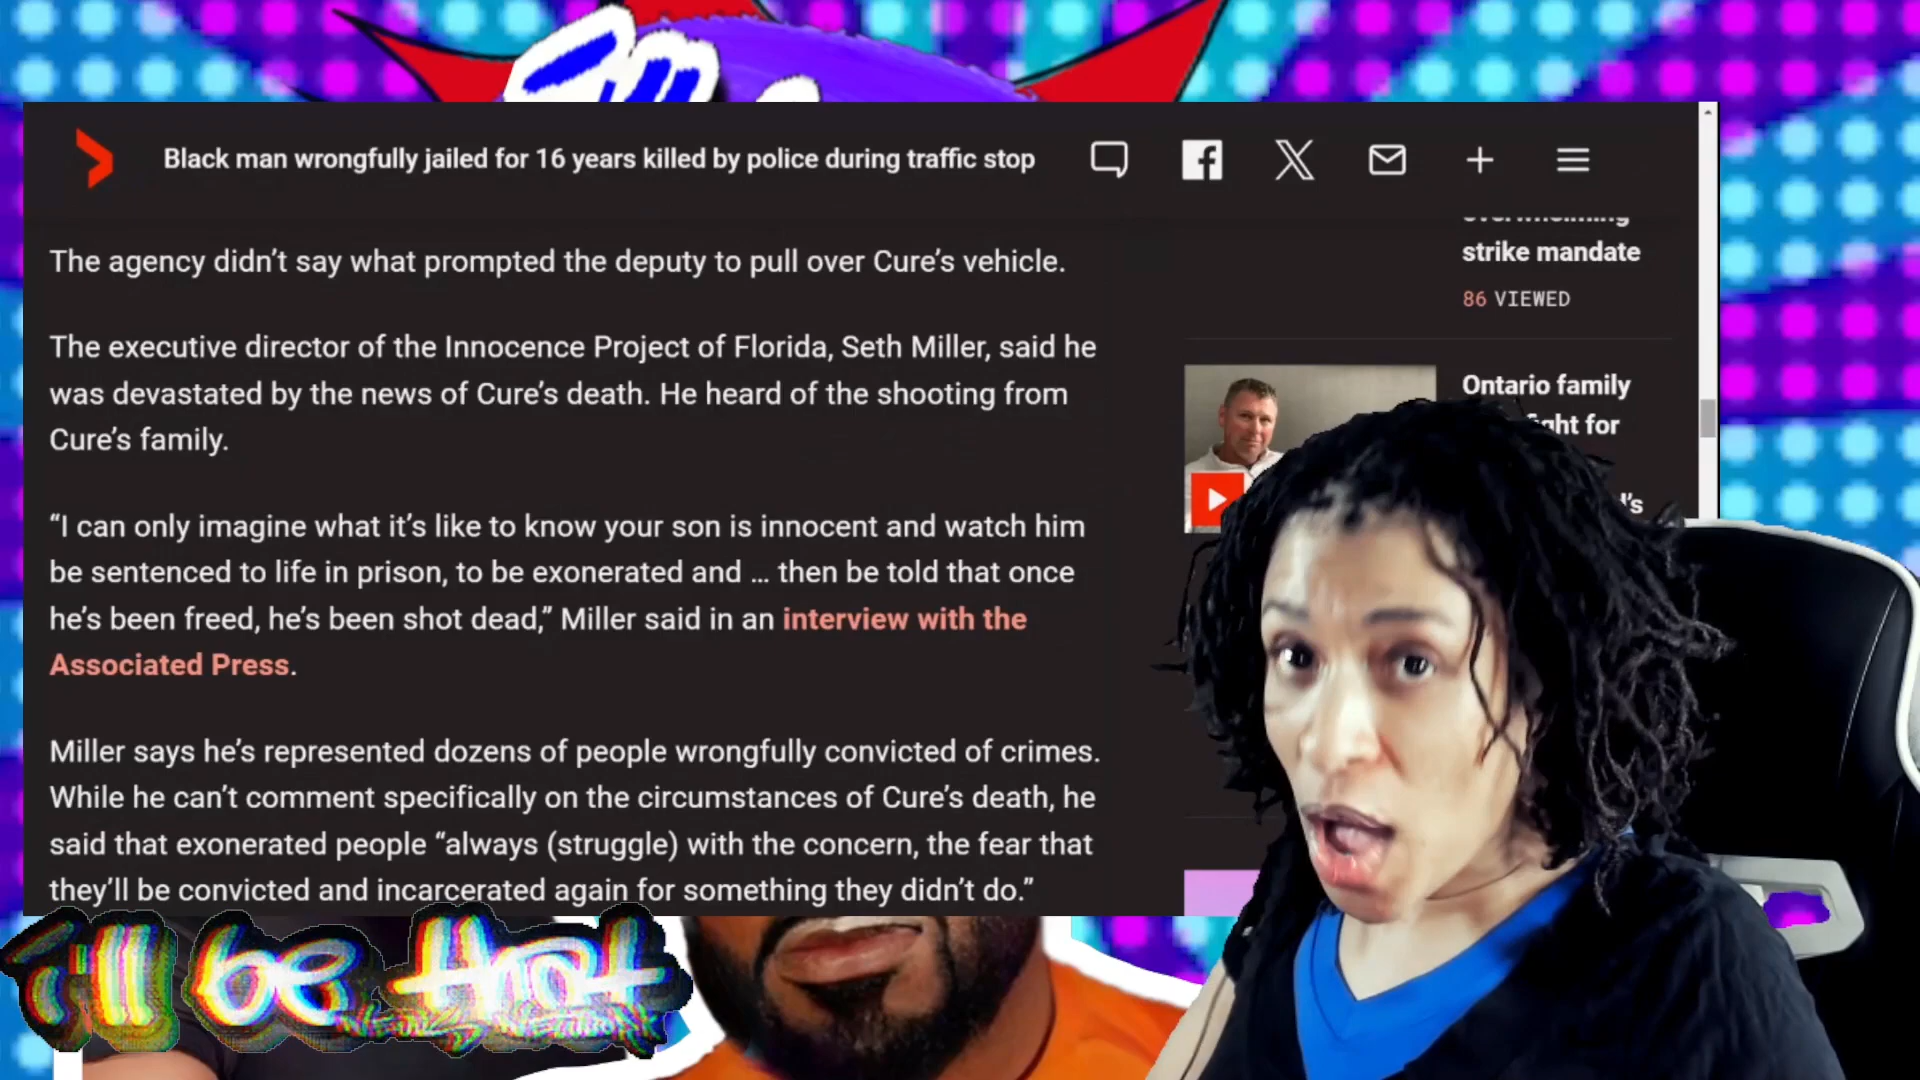 Black man wrongfully jailed for 16 years killed by police during traffic stop
The agency didn't say what prompted the deputy to pull over Cure's vehicle.
The executive director of the Innocence Project of Florida, Seth Miller, said he
was devastated by the news of Cure's death. He heard of the shooting from
Cure's family.
“I can only imagine what it's like to know your son is innocent and watch him
be sentenced to life in prison, to be exonerated and … then be told that once
he's been freed, he's been shot dead,” Miller said in an interview with the
Associated Press.
Miller says he's represented dozens of people wrongfully convicted of crimes.
While he can't comment specifically on the circumstances of Cure's death, he
said that exonerated people “always (struggle) with the concern, the fear that
they'll be convicted and incarcerated again for something they didn't do.”
overwhelming
strike mandate
86 VIEWED
Ontario family
for
i'll be that
News Network